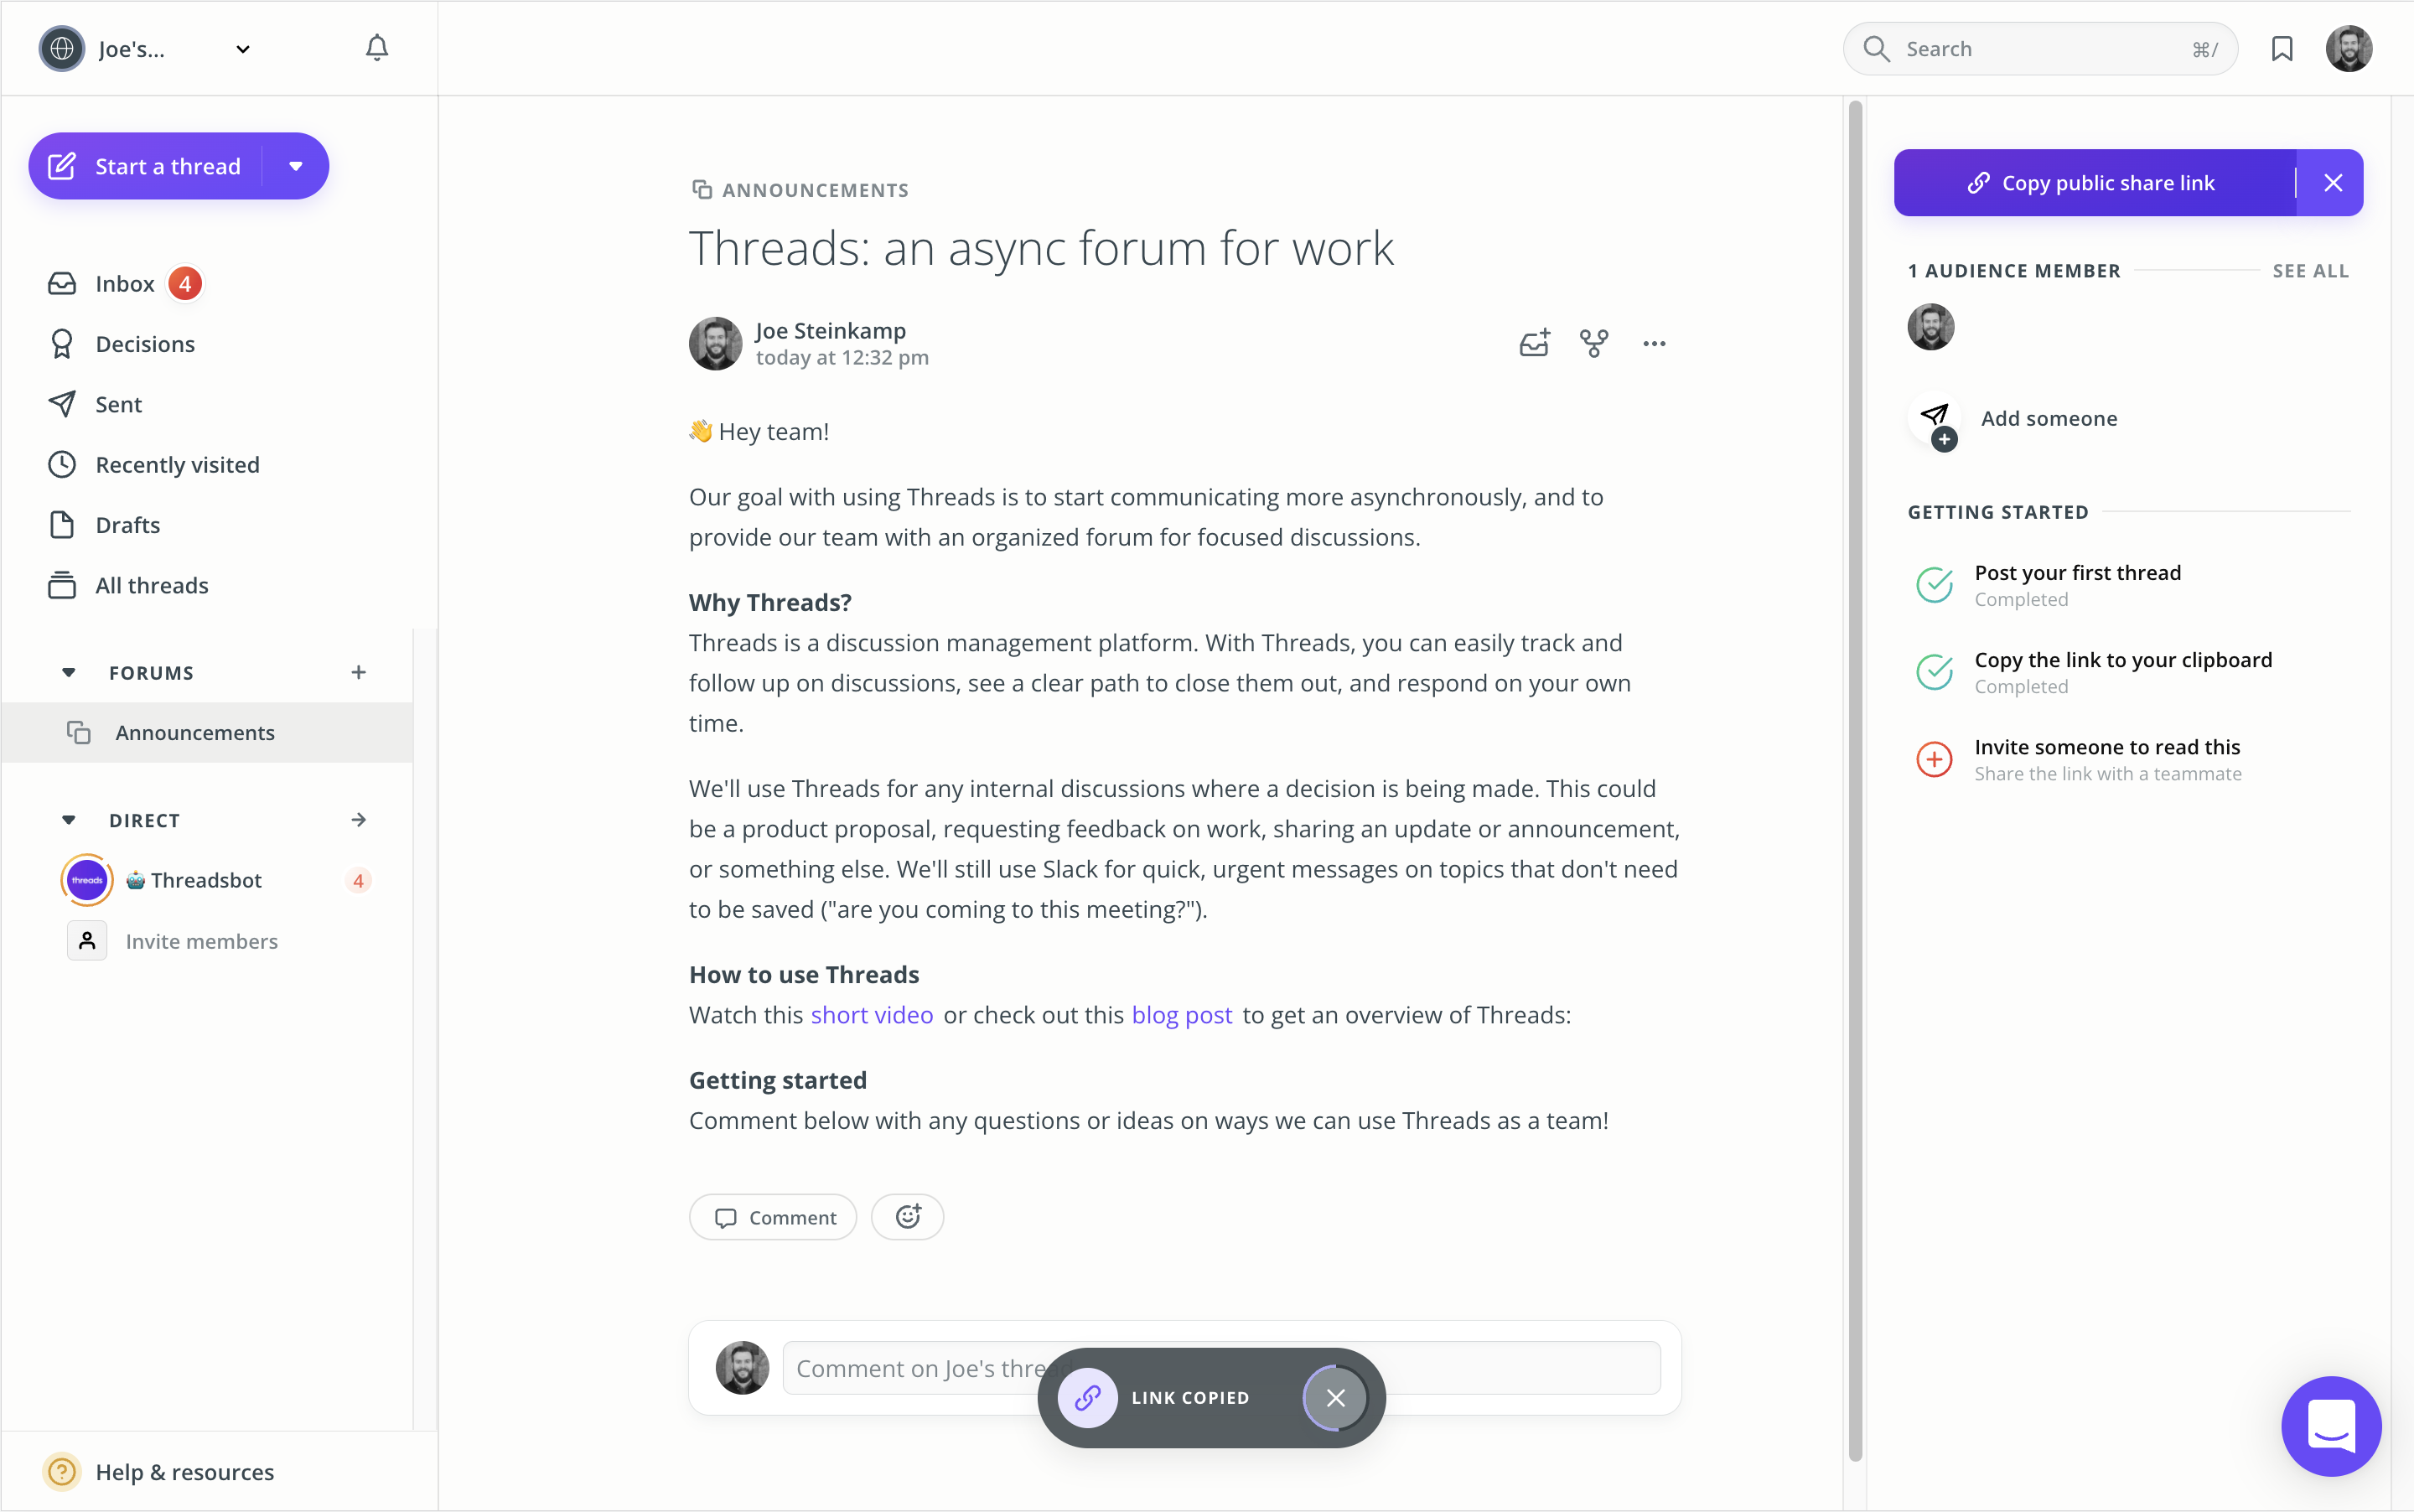 Joe's...
Search
⌘/
Start a thread
Inbox 4
Decisions
Sent
Recently visited
Drafts
All threads
FORUMS
Announcements
DIRECT
threads
Threadsbot 4
Invite members
Help & resources
ANNOUNCEMENTS
Threads: an async forum for work
Joe Steinkamp
today at 12:32 pm
👋 Hey team!
Our goal with using Threads is to start communicating more asynchronously, and to
provide our team with an organized forum for focused discussions.
Why Threads?
Threads is a discussion management platform. With Threads, you can easily track and
follow up on discussions, see a clear path to close them out, and respond on your own
time.
We'll use Threads for any internal discussions where a decision is being made. This could
be a product proposal, requesting feedback on work, sharing an update or announcement,
or something else. We'll still use Slack for quick, urgent messages on topics that don't need
to be saved ("are you coming to this meeting?").
How to use Threads
Watch this short video or check out this blog post to get an overview of Threads:
Getting started
Comment below with any questions or ideas on ways we can use Threads as a team!
Comment
Comment on Joe's thread
LINK COPIED
Copy public share link
1 AUDIENCE MEMBER
SEE ALL
Add someone
GETTING STARTED
Post your first thread
Completed
Copy the link to your clipboard
Completed
Invite someone to read this
Share the link with a teammate